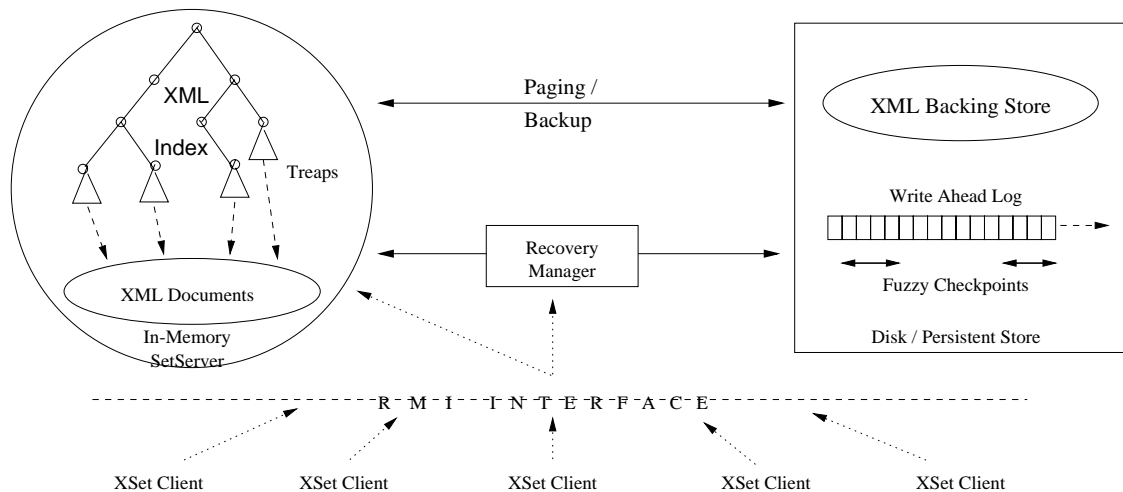 XML
Index
Treaps
XML Documents
In-Memory
SetServer
Paging /
Backup
Recovery
Manager
XML Backing Store
Write Ahead Log
Fuzzy Checkpoints
Disk / Persistent Store
R M I I N T E R F A C E
XSet Client
XSet Client
XSet Client
XSet Client
XSet Client